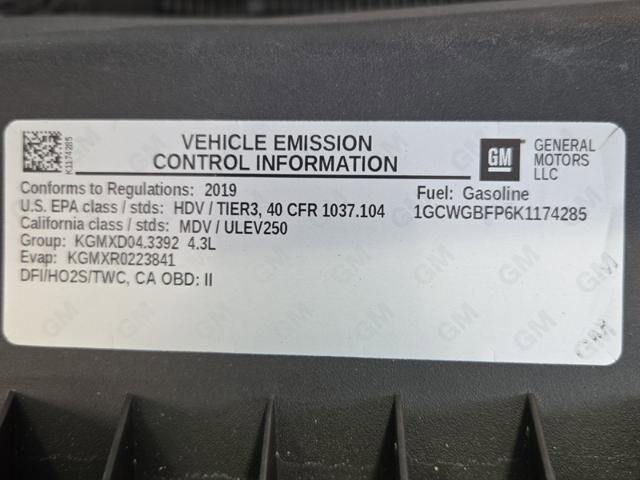 VEHICLE EMISSION
CONTROL INFORMATION
GM
GENERAL
MOTORS
LLC
K1174285
Conforms to Regulations: 2019
Fuel: Gasoline
U.S. EPA class / stds: HDV / TIER3, 40 CFR 1037.104
1GCWGBFP6K1174285
California class / stds: MDV / ULEV250
Group: KGMXD04.3392 4.3L
Evap: KGMXR0223841
DFI/HO2S/TWC, CA OBD: II